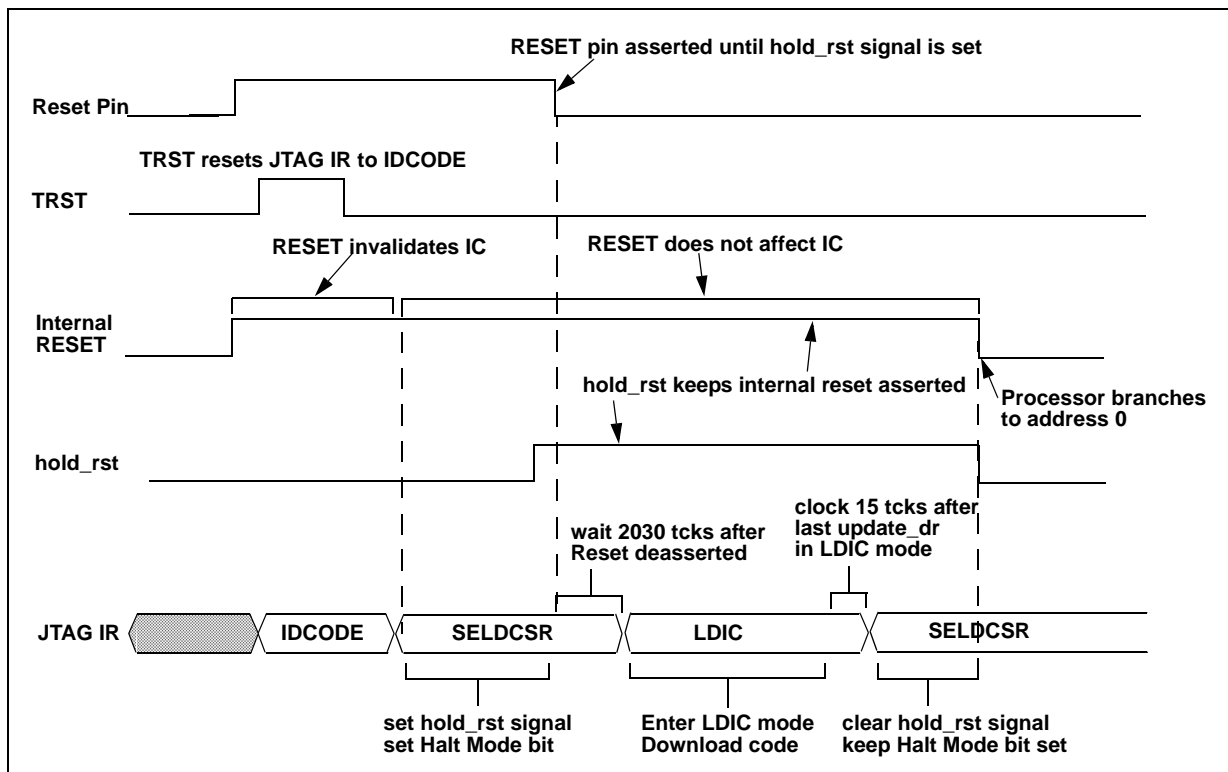 RESET pin asserted until hold_rst signal is set
Reset Pin
TRST resets JTAG IR to IDCODE
TRST
RESET invalidates IC
RESET does not affect IC
Internal
RESET
hold_rst keeps internal reset asserted
Processor branches
to address 0
hold_rst
wait 2030 tcks after
Reset deasserted
clock 15 tcks after
last update_dr
in LDIC mode
JTAG IR
IDCODE
SELDCSR
LDIC
SELDCSR
set hold_rst signal
set Halt Mode bit
Enter LDIC mode
Download code
clear hold_rst signal
keep Halt Mode bit set